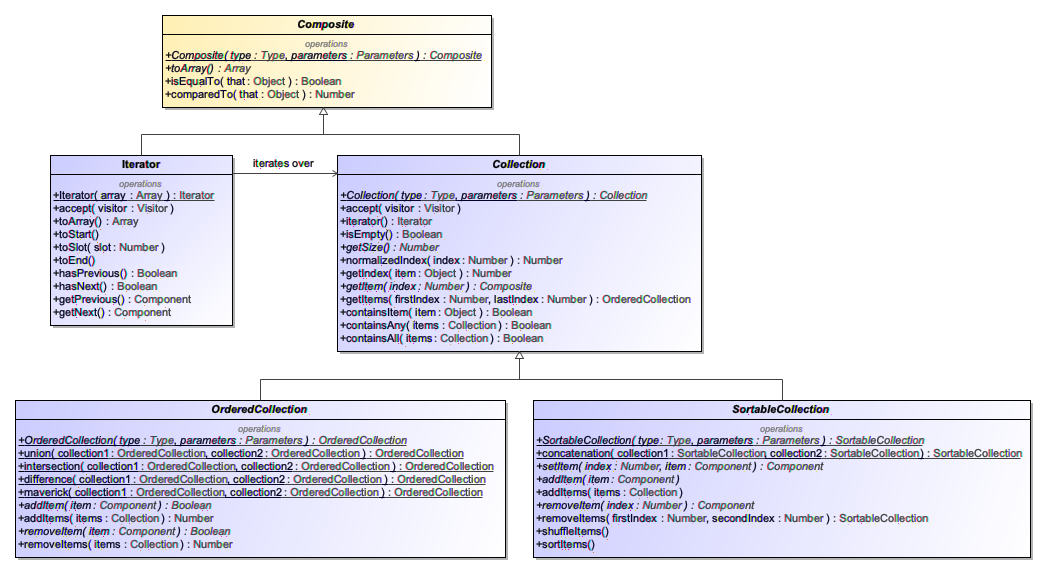 Composite
operations
+Composite( type : Type, parameters : Parameters ) : Composite
+toArray() : Array
+isEqualTo( that : Object ) : Boolean
+comparedTo( that : Object ) : Number
Iterator
operations
+Iterator( array : Array ) : Iterator
+accept( visitor : Visitor )
+toArray() : Array
+toStart()
+toSlot( slot : Number )
+toEnd()
+hasPrevious() : Boolean
+hasNext() : Boolean
+getPrevious() : Component
+getNext() : Component
iterates over
Collection
operations
+Collection( type : Type, parameters : Parameters ) : Collection
+accept( visitor : Visitor )
+iterator() : Iterator
+isEmpty() : Boolean
+getSize() : Number
+normalizedIndex( index : Number ) : Number
+getIndex( item : Object ) : Number
+getItem( index : Number ) : Composite
+getItems( firstIndex : Number, lastIndex : Number ) : OrderedCollection
+containsItem( item : Object ) : Boolean
+containsAny( items : Collection ) : Boolean
+containsAll( items : Collection ) : Boolean
OrderedCollection
operations
+OrderedCollection( type : Type, parameters : Parameters ) : OrderedCollection
+union( collection1 : OrderedCollection, collection2 : OrderedCollection ) : OrderedCollection
+intersection( collection1 : OrderedCollection, collection2 : OrderedCollection ) : OrderedCollection
+difference( collection1 : OrderedCollection, collection2 : OrderedCollection ) : OrderedCollection
+maverick( collection1 : OrderedCollection, collection2 : OrderedCollection ) : OrderedCollection
+addItem( item : Component ) : Boolean
+addItems( items : Collection ) : Number
+removeItem( item : Component ) : Boolean
+removeItems( items : Collection ) : Number
SortableCollection
operations
+SortableCollection( type : Type, parameters : Parameters ) : SortableCollection
+concatenation( collection1 : SortableCollection, collection2 : SortableCollection ) : SortableCollection
+setItem( index : Number, item : Component ) : Component
+addItem( item : Component )
+addItems( items : Collection )
+removeItem( index : Number ) : Component
+removeItems( firstIndex : Number, secondIndex : Number ) : SortableCollection
+shuffleItems()
+sortItems()